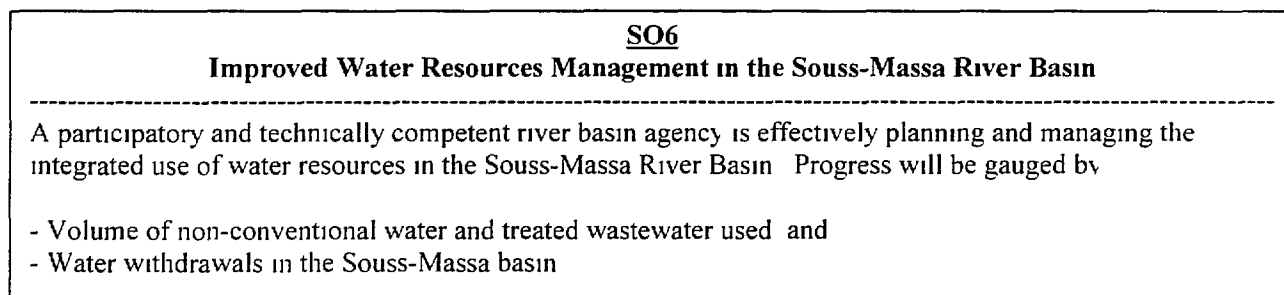 SO6
Improved Water Resources Management in the Souss-Massa River Basin
A participatory and technically competent river basin agency is effectively planning and managing the
integrated use of water resources in the Souss-Massa River Basin Progress will be gauged by
- Volume of non-conventional water and treated wastewater used and
- Water withdrawals in the Souss-Massa basin